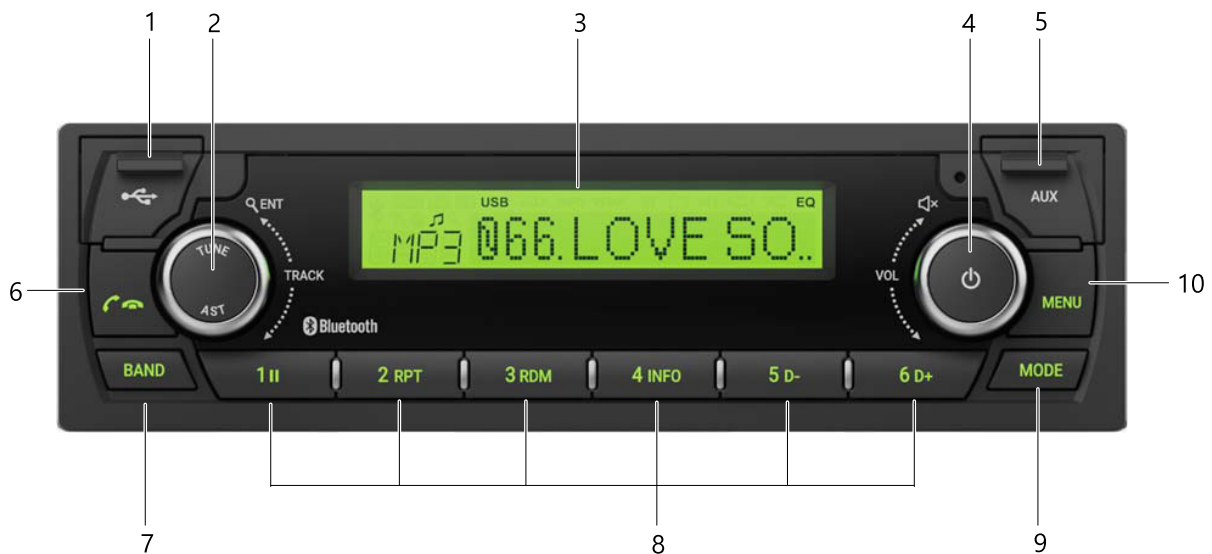 1 2 3 4 5
USB EQ
ENT
AUX
TUNE
MP3 066.LOVE SO..
TRACK VOL
6
10
AST
MENU
Bluetooth
BAND 1 2 RPT 3 RDM 4 INFO 5 D- 6 D+ MODE
7 8 9